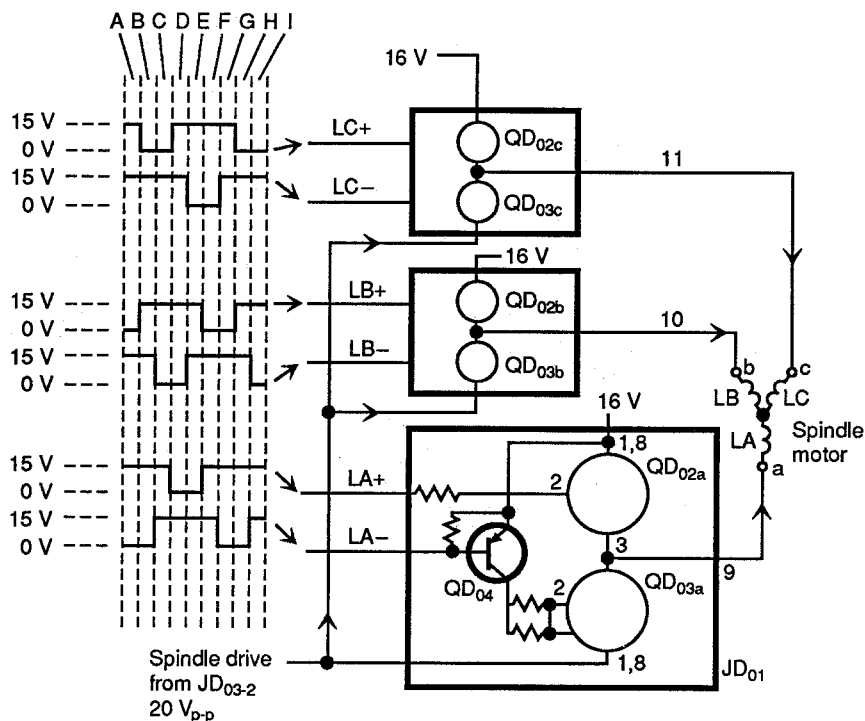 A B C D E F G H I
16 V
15 V
0 V
15 V
0 V
LC+
LC–
QD02c
QD03c
11
16 V
15 V
0 V
15 V
0 V
LB+
LB–
QD02b
QD03b
10
b
c
LB
LC
LA
a
Spindle
motor
16 V
1,8
QD02a
15 V
0 V
15 V
0 V
LA+
LA–
2
3
9
QD04
2
QD03a
1,8
JD01
Spindle drive
from JD03-2
20 Vp-p